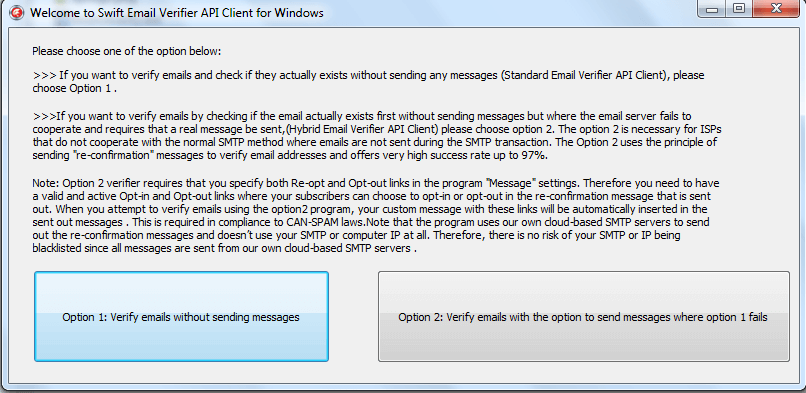 Welcome to Swift Email Verifier API Client for Windows
Please choose one of the option below:
>>> If you want to verify emails and check if they actually exists without sending any messages (Standard Email Verifier API Client), please
choose Option 1 .
>>>If you want to verify emails by checking if the email actually exists first without sending messages but where the email server fails to
cooperate and requires that a real message be sent,(Hybrid Email Verifier API Client) please choose option 2. The option 2 is necessary for ISPs
that do not cooperate with the normal SMTP method where emails are not sent during the SMTP transaction. The Option 2 uses the principle of
sending "re-confirmation" messages to verify email addresses and offers very high success rate up to 97%.
Note: Option 2 verifier requires that you specify both Re-opt and Opt-out links in the program "Message" settings. Therefore you need to have
a valid and active Opt-in and Opt-out links where your subscribers can choose to opt-in or opt-out in the re-confirmation message that is sent
out. When you attempt to verify emails using the option2 program, your custom message with these links will be automatically inserted in the
sent out messages . This is required in compliance to CAN-SPAM laws.Note that the program uses our own cloud-based SMTP servers to send
out the re-confirmation messages and doesn't use your SMTP or computer IP at all. Therefore, there is no risk of your SMTP or IP being
blacklisted since all messages are sent from our own cloud-based SMTP servers .
Option 1: Verify emails without sending messages
Option 2: Verify emails with the option to send messages where option 1 fails